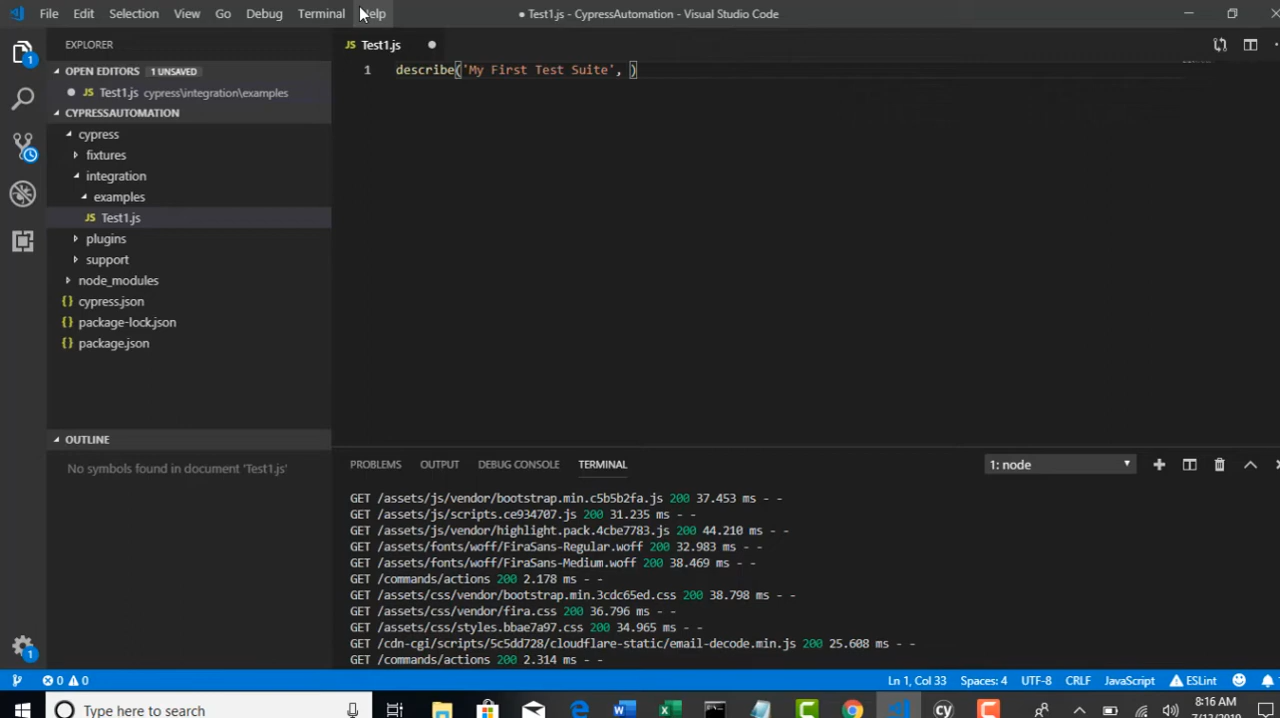 File Edit Selection View Go Debug Terminal Help
● Test1.js - CypressAutomation - Visual Studio Code
EXPLORER
JS Test1.js
OPEN EDITORS 1 UNSAVED
JS Test1.js cypress\integration\examples
CYPRESSAUTOMATION
cypress
fixtures
integration
examples
JS Test1.js
plugins
support
node_modules
{} cypress.json
{} package-lock.json
{} package.json
1 describe('My First Test Suite', )
OUTLINE
No symbols found in document 'Test1.js'
PROBLEMS OUTPUT DEBUG CONSOLE TERMINAL
1: node
GET /assets/js/vendor/bootstrap.min.c5b5b2fa.js 200 37.453 ms - -
GET /assets/js/scripts.ce934707.js 200 31.235 ms - -
GET /assets/js/vendor/highlight.pack.4cbe7783.js 200 44.210 ms - -
GET /assets/fonts/woff/FiraSans-Regular.woff 200 32.983 ms - -
GET /assets/fonts/woff/FiraSans-Medium.woff 200 38.469 ms - -
GET /commands/actions 200 2.178 ms - -
GET /assets/css/vendor/bootstrap.min.3cdc65ed.css 200 38.798 ms - -
GET /assets/css/vendor/fira.css 200 36.796 ms - -
GET /assets/css/styles.bbae7a97.css 200 34.965 ms - -
GET /cdn-cgi/scripts/5c5dd728/cloudflare-static/email-decode.min.js 200 25.608 ms - -
GET /commands/actions 200 2.314 ms - -
0 0
Ln 1, Col 33 Spaces: 4 UTF-8 CRLF JavaScript ESLint
Type here to search
8:16 AM